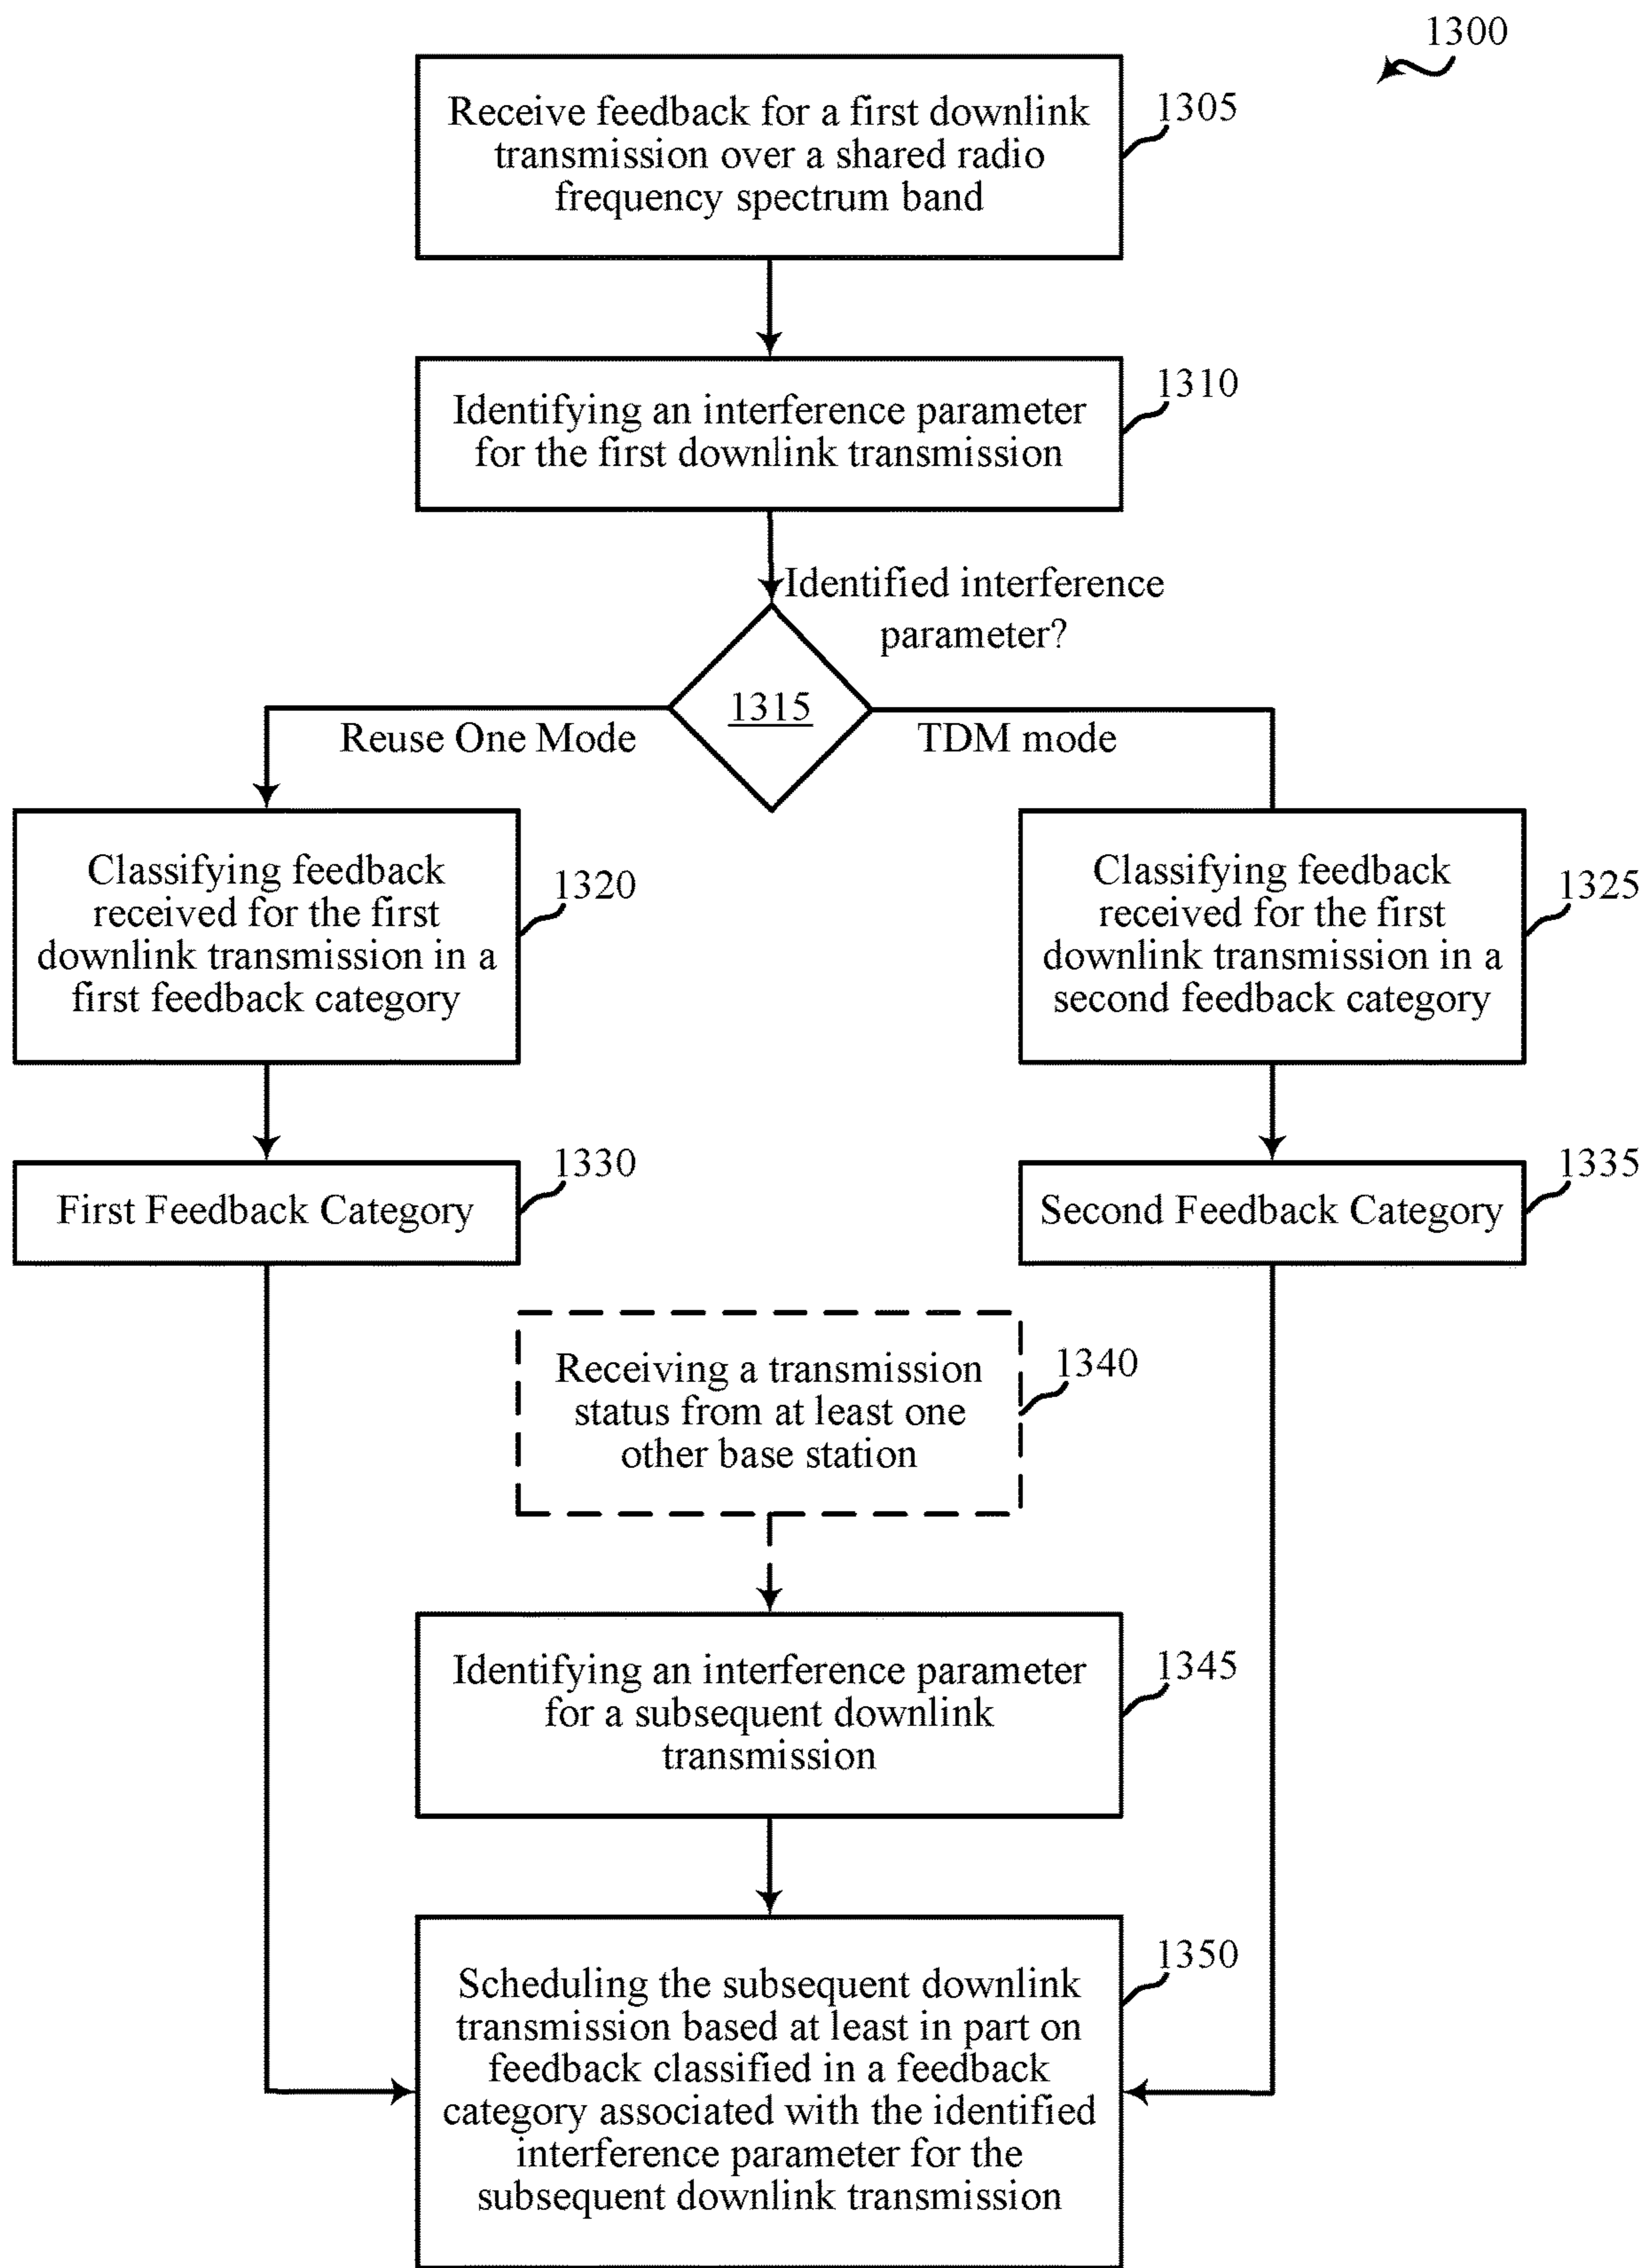 1300
Receive feedback for a first downlink
transmission over a shared radio
frequency spectrum band
1305
Identifying an interference parameter
for the first downlink transmission
1310
Identified interference
parameter?
1315
Reuse One Mode
TDM mode
Classifying feedback
received for the first
downlink transmission in a
first feedback category
1320
Classifying feedback
received for the first
downlink transmission in a
second feedback category
1325
First Feedback Category
1330
Second Feedback Category
1335
Receiving a transmission
status from at least one
other base station
1340
Identifying an interference parameter
for a subsequent downlink
transmission
1345
Scheduling the subsequent downlink
transmission based at least in part on
feedback classified in a feedback
category associated with the identified
interference parameter for the
subsequent downlink transmission
1350